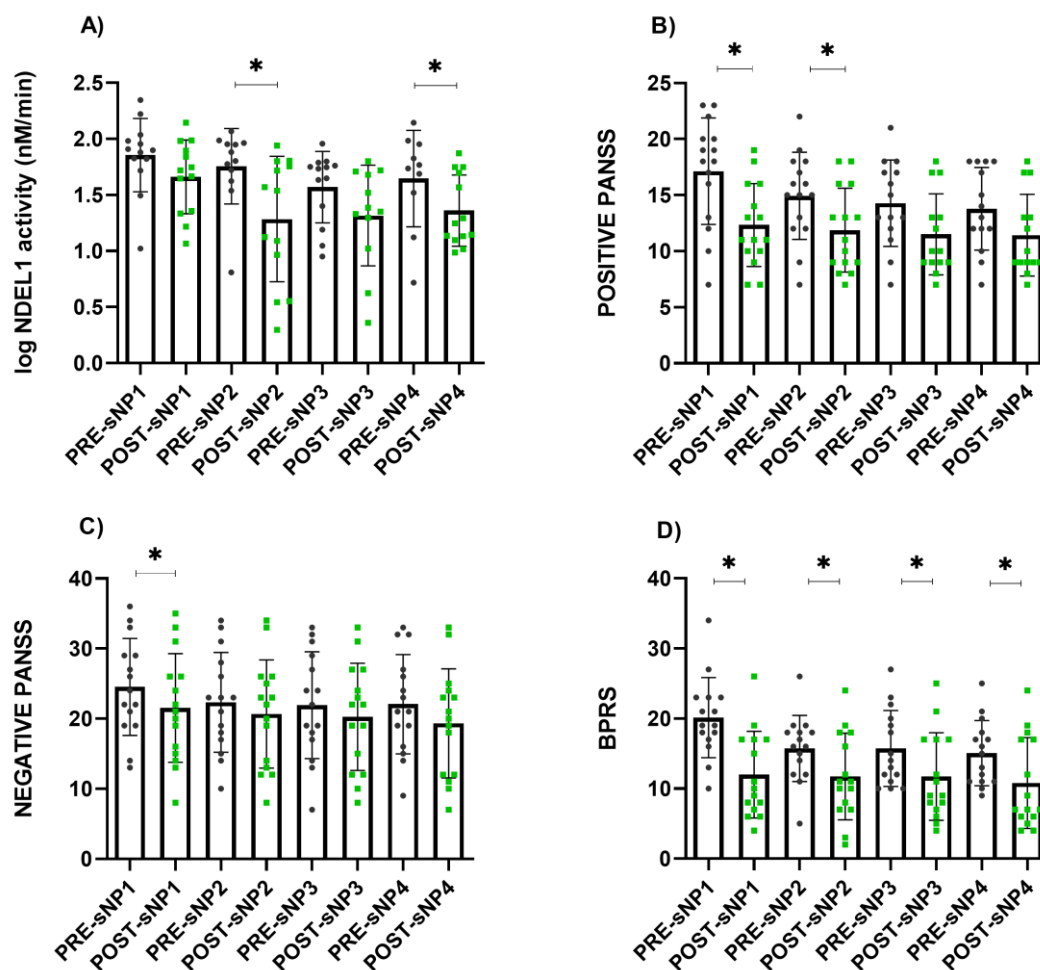 A)
log NDEL1 activity (nM/min)
2.5
2.0
1.5
1.0
0.5
0.0
* *
PRE-sNP1
POST-sNP1
PRE-sNP2
POST-sNP2
PRE-sNP3
POST-sNP3
PRE-sNP4
POST-sNP4
B)
POSITIVE PANSS
25
20
15
10
5
0
* *
PRE-sNP1
POST-sNP1
PRE-sNP2
POST-sNP2
PRE-sNP3
POST-sNP3
PRE-sNP4
POST-sNP4
C)
NEGATIVE PANSS
40
30
20
10
0
*
PRE-sNP1
POST-sNP1
PRE-sNP2
POST-sNP2
PRE-sNP3
POST-sNP3
PRE-sNP4
POST-sNP4
D)
BPRS
40
30
20
10
0
* * * *
PRE-sNP1
POST-sNP1
PRE-sNP2
POST-sNP2
PRE-sNP3
POST-sNP3
PRE-sNP4
POST-sNP4